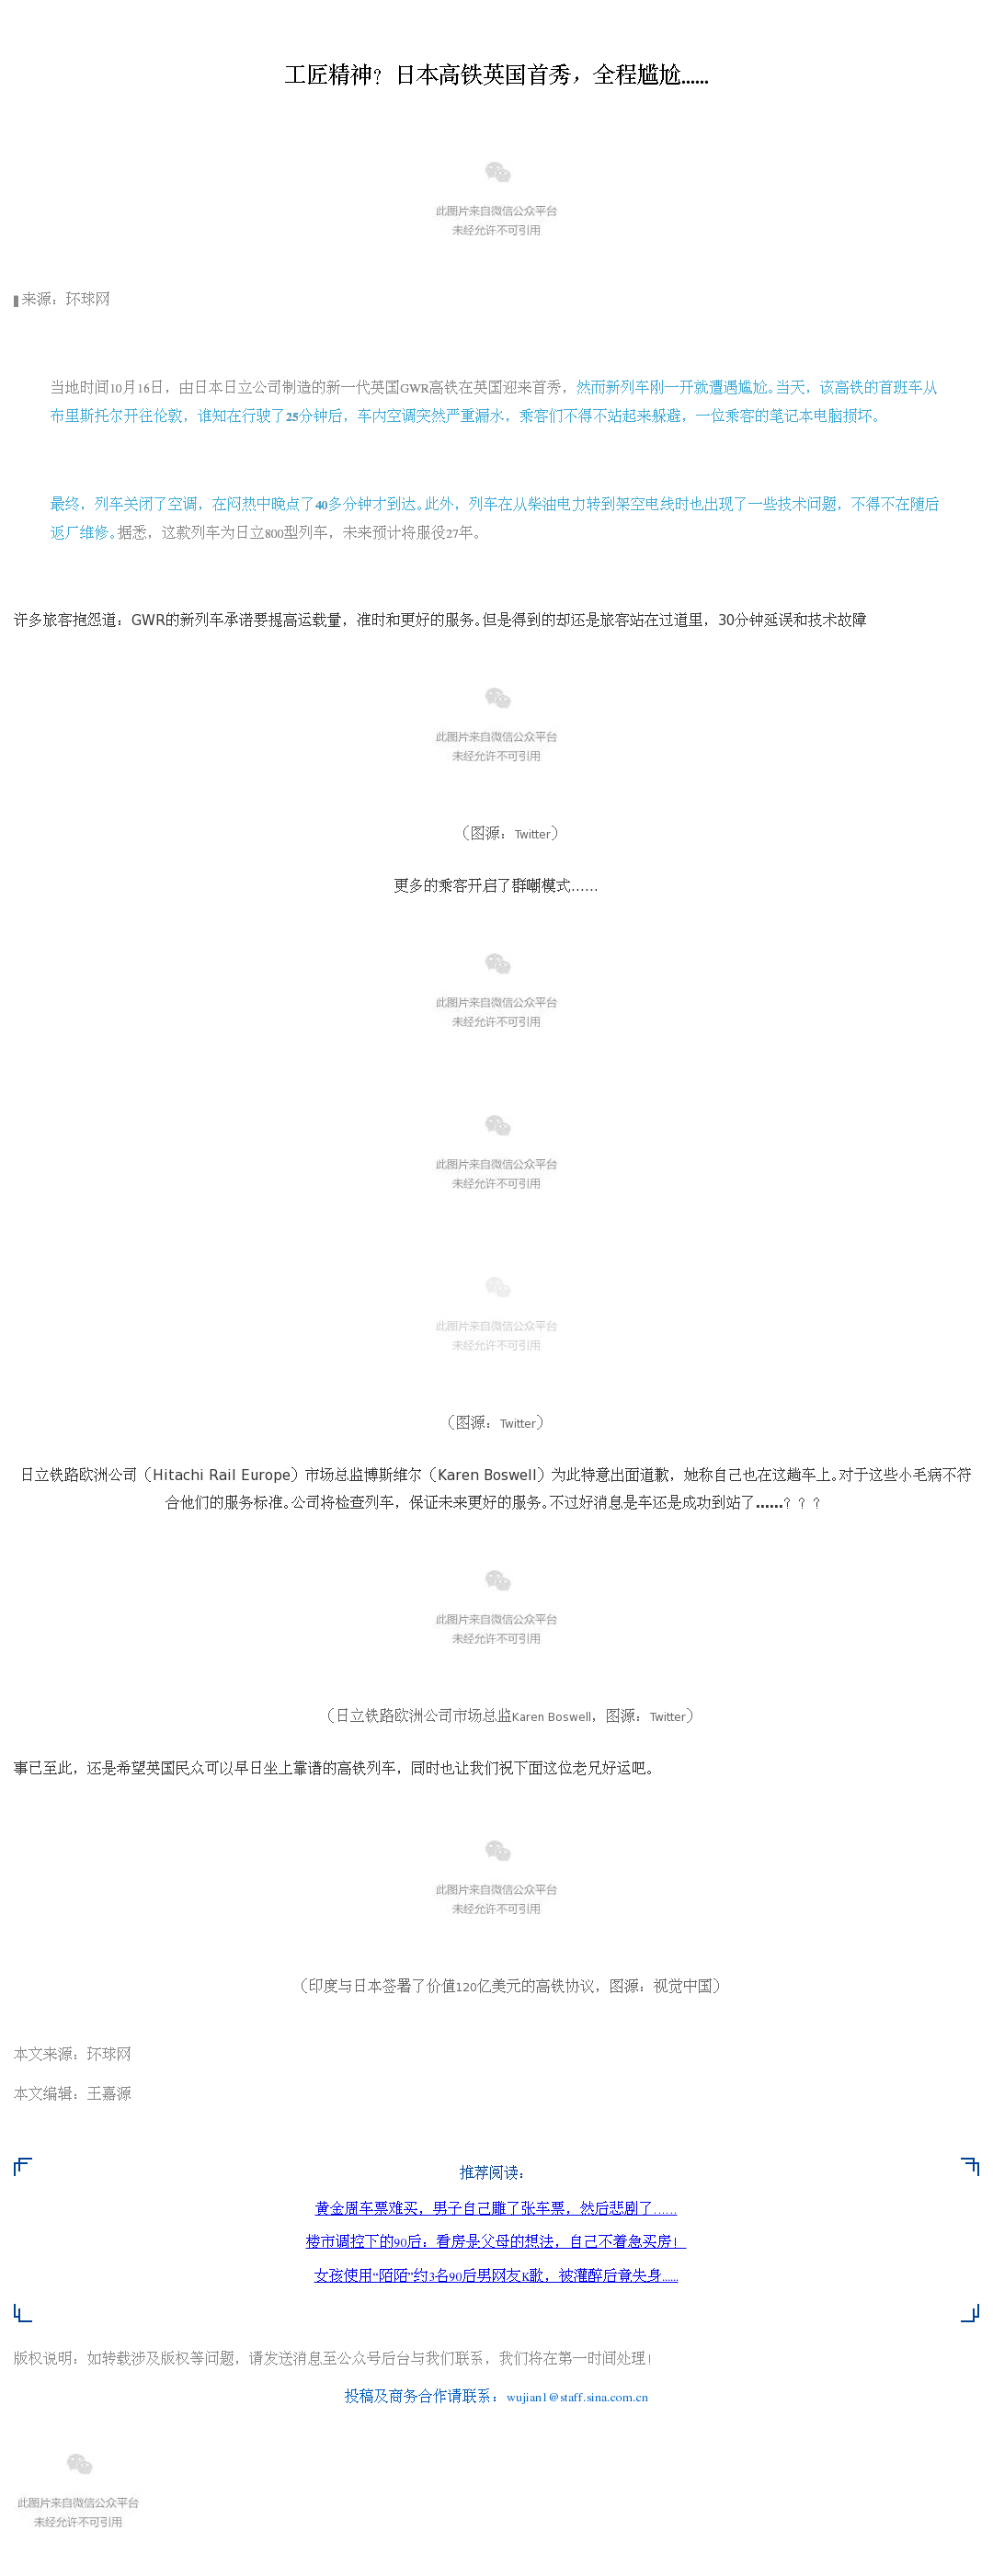 工匠精神？日本高铁英国首秀，全程尴尬......
此图片来自微信公众平台
未经允许不可引用
来源：环球网
当地时间10月16日，由日本日立公司制造的新一代英国GWR高铁在英国迎来首秀，然而新列车刚一开就遭遇尴尬。当天，该高铁的首班车从
布里斯托尔开往伦敦，谁知在行驶了25分钟后，车内空调突然严重漏水，乘客们不得不站起来躲避，一位乘客的笔记本电脑损坏。
最终，列车关闭了空调，在闷热中晚点了40多分钟才到达。此外，列车在从柴油电力转到架空电线时也出现了一些技术问题，不得不在随后
返厂维修。据悉，这款列车为日立800型列车，未来预计将服役27年。
许多旅客抱怨道：GWR的新列车承诺要提高运载量，准时和更好的服务。但是得到的却还是旅客站在过道里，30分钟延误和技术故障
此图片来自微信公众平台
未经允许不可引用
（图源：Twitter）
更多的乘客开启了群嘲模式……
此图片来自微信公众平台
未经允许不可引用
此图片来自微信公众平台
未经允许不可引用
此图片来自微信公众平台
未经允许不可引用
（图源：Twitter）
日立铁路欧洲公司（Hitachi Rail Europe）市场总监博斯维尔（Karen Boswell）为此特意出面道歉，她称自己也在这趟车上。对于这些小毛病不符
合他们的服务标准。公司将检查列车，保证未来更好的服务。不过好消息是车还是成功到站了......？？？
此图片来自微信公众平台
未经允许不可引用
（日立铁路欧洲公司市场总监Karen Boswell，图源：Twitter）
事已至此，还是希望英国民众可以早日坐上靠谱的高铁列车，同时也让我们祝下面这位老兄好运吧。
此图片来自微信公众平台
未经允许不可引用
（印度与日本签署了价值120亿美元的高铁协议，图源：视觉中国）
本文来源：环球网
本文编辑：王嘉源
推荐阅读：
黄金周车票难买，男子自己雕了张车票，然后悲剧了……
楼市调控下的90后：看房是父母的想法，自己不着急买房！
女孩使用“陌陌”约3名90后男网友K歌，被灌醉后竟失身......
版权说明：如转载涉及版权等问题，请发送消息至公众号后台与我们联系，我们将在第一时间处理！
投稿及商务合作请联系：wujian1@staff.sina.com.cn
此图片来自微信公众平台
未经允许不可引用